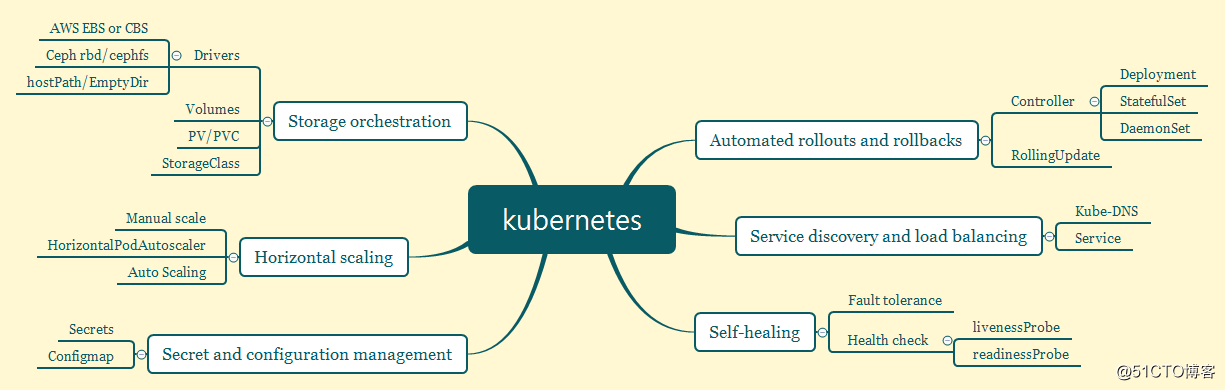 AWS EBS or CBS
Ceph rbd/cephfs
hostPath/EmptyDir
Drivers
Volumes
PV/PVC
StorageClass
Storage orchestration
Manual scale
HorizontalPodAutoscaler
Auto Scaling
Horizontal scaling
Secrets
Configmap
Secret and configuration management
kubernetes
Automated rollouts and rollbacks
Controller
Deployment
StatefulSet
DaemonSet
RollingUpdate
Service discovery and load balancing
Kube-DNS
Service
Self-healing
Fault tolerance
Health check
livenessProbe
readinessProbe
@51CTO博客